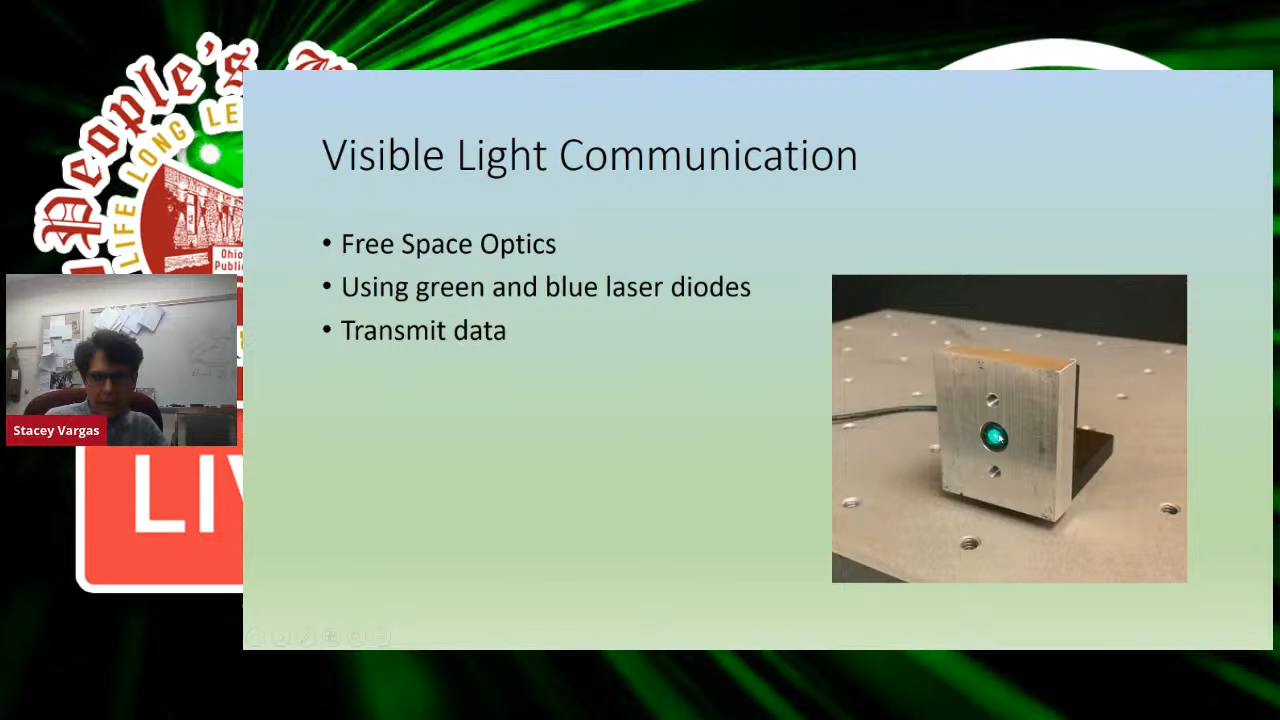 People's
LIFE LONG LE
Ohio
Public
Visible Light Communication
• Free Space Optics
• Using green and blue laser diodes
• Transmit data
Stacey Vargas
LIV